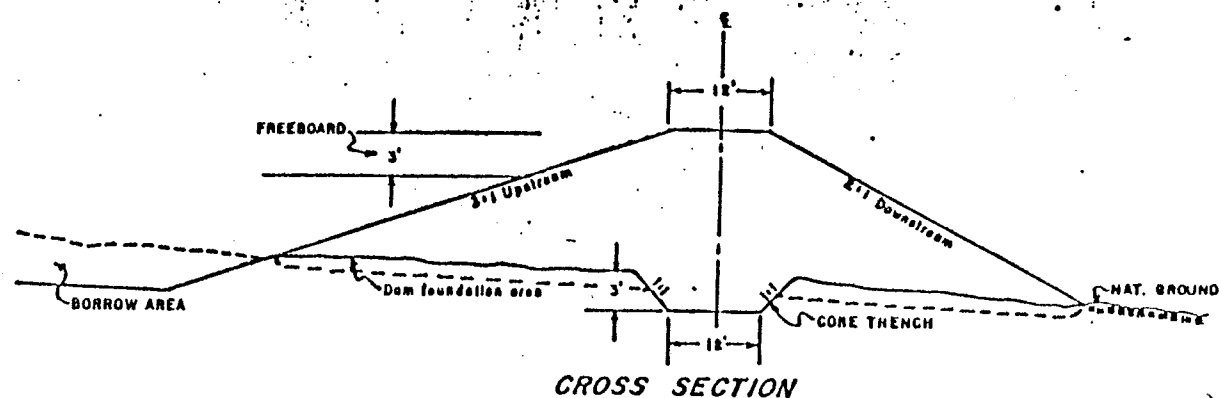 ℄
12'
FREEBOARD
3'
3:1 Upstream
2:1 Downstream
1:1
1:1
3'
Dam foundation area
BORROW AREA
NAT. GROUND
CORE TRENCH
12'
CROSS SECTION